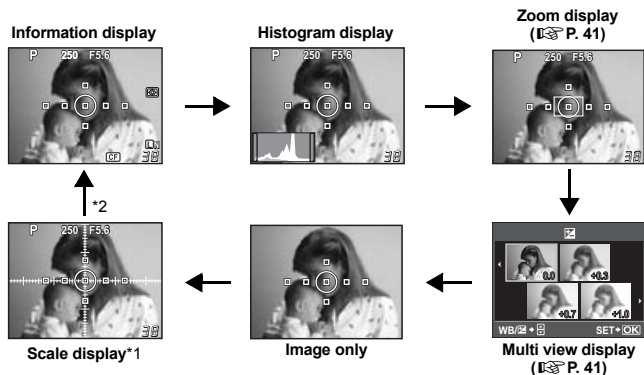 Information display
Histogram display
Zoom display
(☞ P. 41)
P 250 F5.6
CF
LN
38
P 250 F5.6
38
P 250 F5.6
38
*2
P 250 F5.6
38
0.0
+0.3
+0.7
+1.0
WB/ SET OK
Scale display*1
Image only
Multi view display
(☞ P. 41)